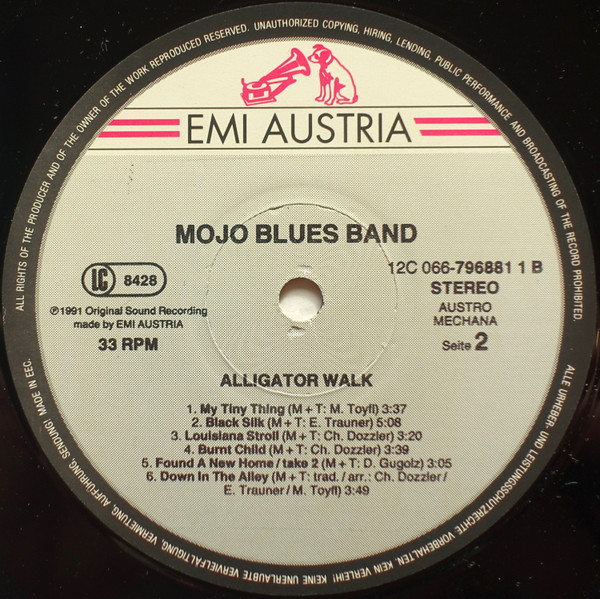 ALL RIGHTS OF THE PRODUCER AND OF THE OWNER OF THE WORK REPRODUCED RESERVED. UNAUTHORIZED COPYING, HIRING, LENDING, PUBLIC PERFORMANCE AND BROADCASTING OF THE RECORD PROHIBITED.
EMI AUSTRIA
MOJO BLUES BAND
12C 066-796881 1 B
LC 8428
STEREO
AUSTRO
MECHANA
℗1991 Original Sound Recording
made by EMI AUSTRIA
33 RPM
Seite 2
ALLIGATOR WALK
1. My Tiny Thing (M + T: M. Toyfl) 3:37
2. Black Silk (M + T: E. Trauner) 5:08
3. Louisiana Stroll (M + T: Ch. Dozzler) 3:20
4. Burnt Child (M + T: Ch. Dozzler) 3:39
5. Found A New Home / take 2 (M + T: D. Gugolz) 3:05
6. Down In The Alley (M + T: trad. / arr.: Ch. Dozzler /
E. Trauner / M. Toyfl) 3:49
ALLE URHEBER- UND LEISTUNGSSCHUTZRECHTE VORBEHALTEN. KEIN VERLEIH! KEINE UNERLAUBTE VERVIELFÄLTIGUNG, VERMIETUNG, AUFFÜHRUNG, SENDUNG! MADE IN EEC.